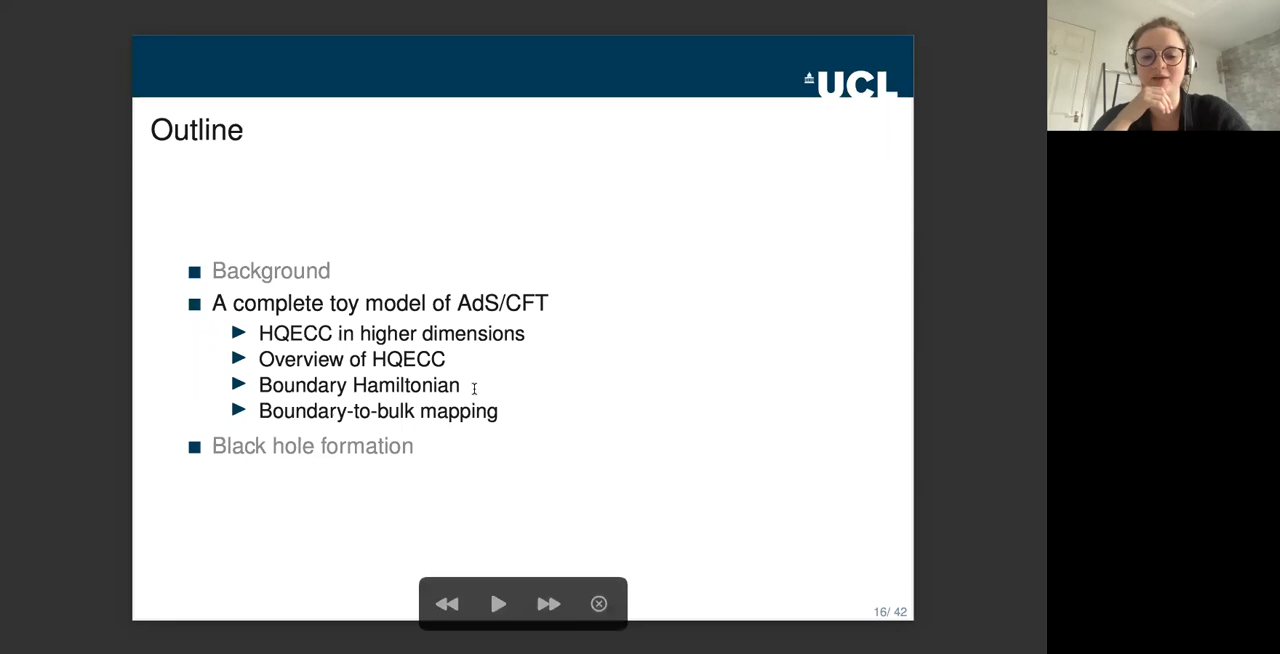 UCL
Outline
Background
A complete toy model of AdS/CFT
HQECC in higher dimensions
Overview of HQECC
Boundary Hamiltonian
Boundary-to-bulk mapping
Black hole formation
16/ 42